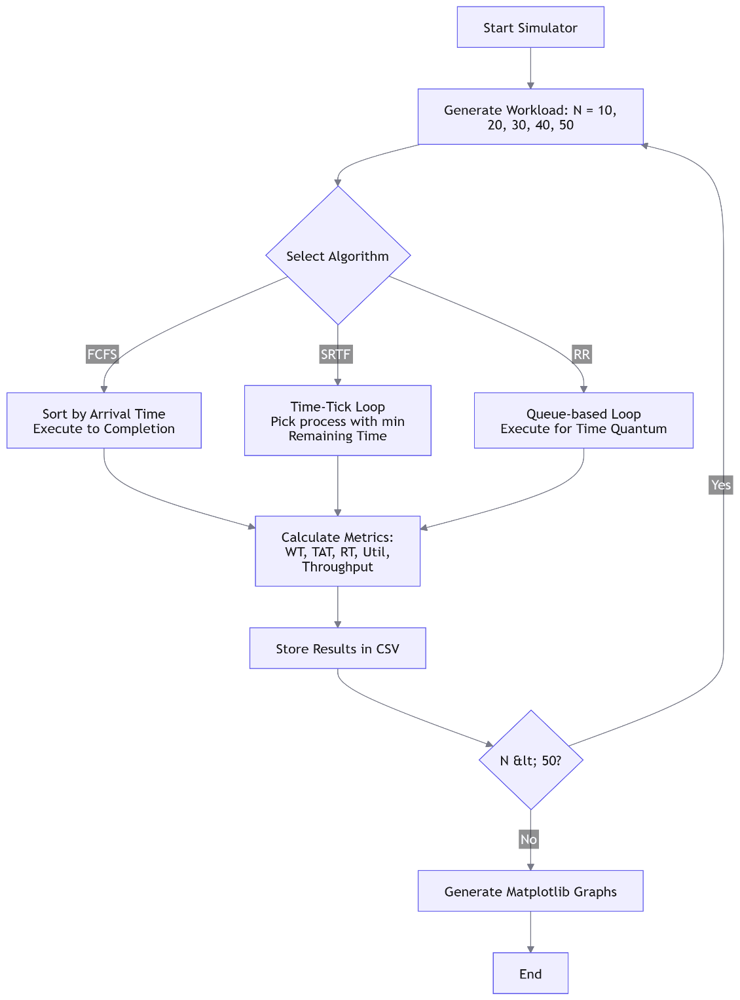 Start Simulator
Generate Workload: N = 10,
20, 30, 40, 50
Select Algorithm
FCFS
SRTF
RR
Sort by Arrival Time
Execute to Completion
Time-Tick Loop
Pick process with min
Remaining Time
Queue-based Loop
Execute for Time Quantum
Yes
Calculate Metrics:
WT, TAT, RT, Util,
Throughput
Store Results in CSV
N &lt; 50?
No
Generate Matplotlib Graphs
End